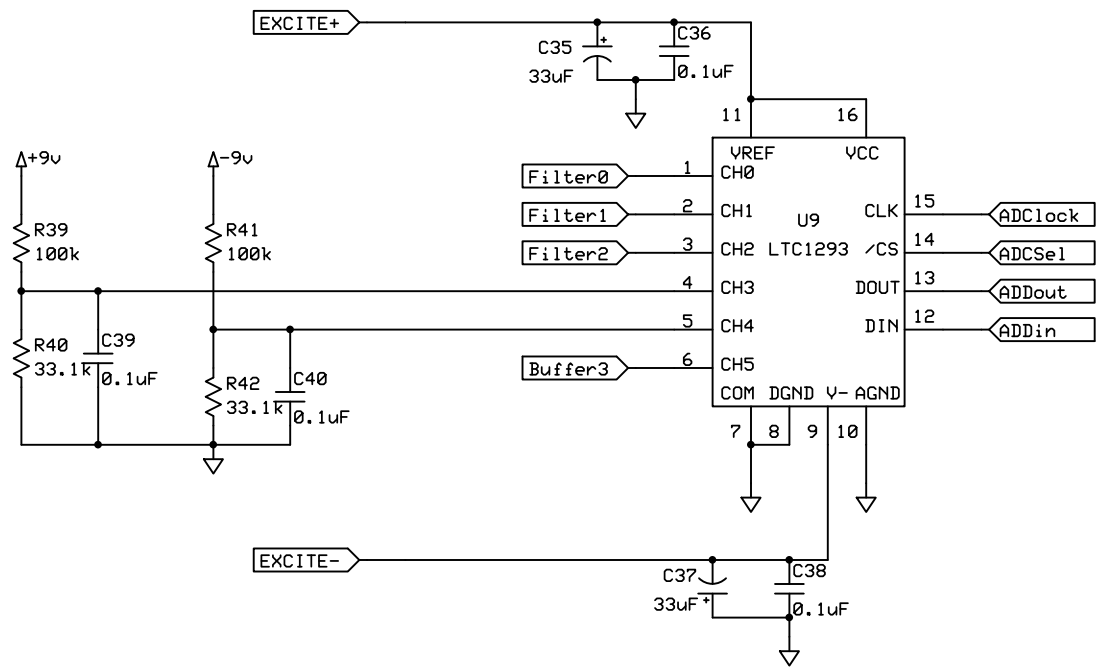 EXCITE+
C35
33uF
+
C36
0.1uF
11
16
+9v
-9v
VREF
VCC
Filter0
1
CH0
Filter1
2
CH1
Filter2
3
CH2
4
CH3
5
CH4
Buffer3
6
CH5
U9
LTC1293
CLK
15
ADClock
/CS
14
ADCSel
DOUT
13
ADDout
DIN
12
ADDin
R39
100k
R41
100k
R40
33.1k
C39
0.1uF
R42
33.1k
C40
0.1uF
COM
DGND
V-
AGND
7
8
9
10
EXCITE-
C37
33uF
+
C38
0.1uF